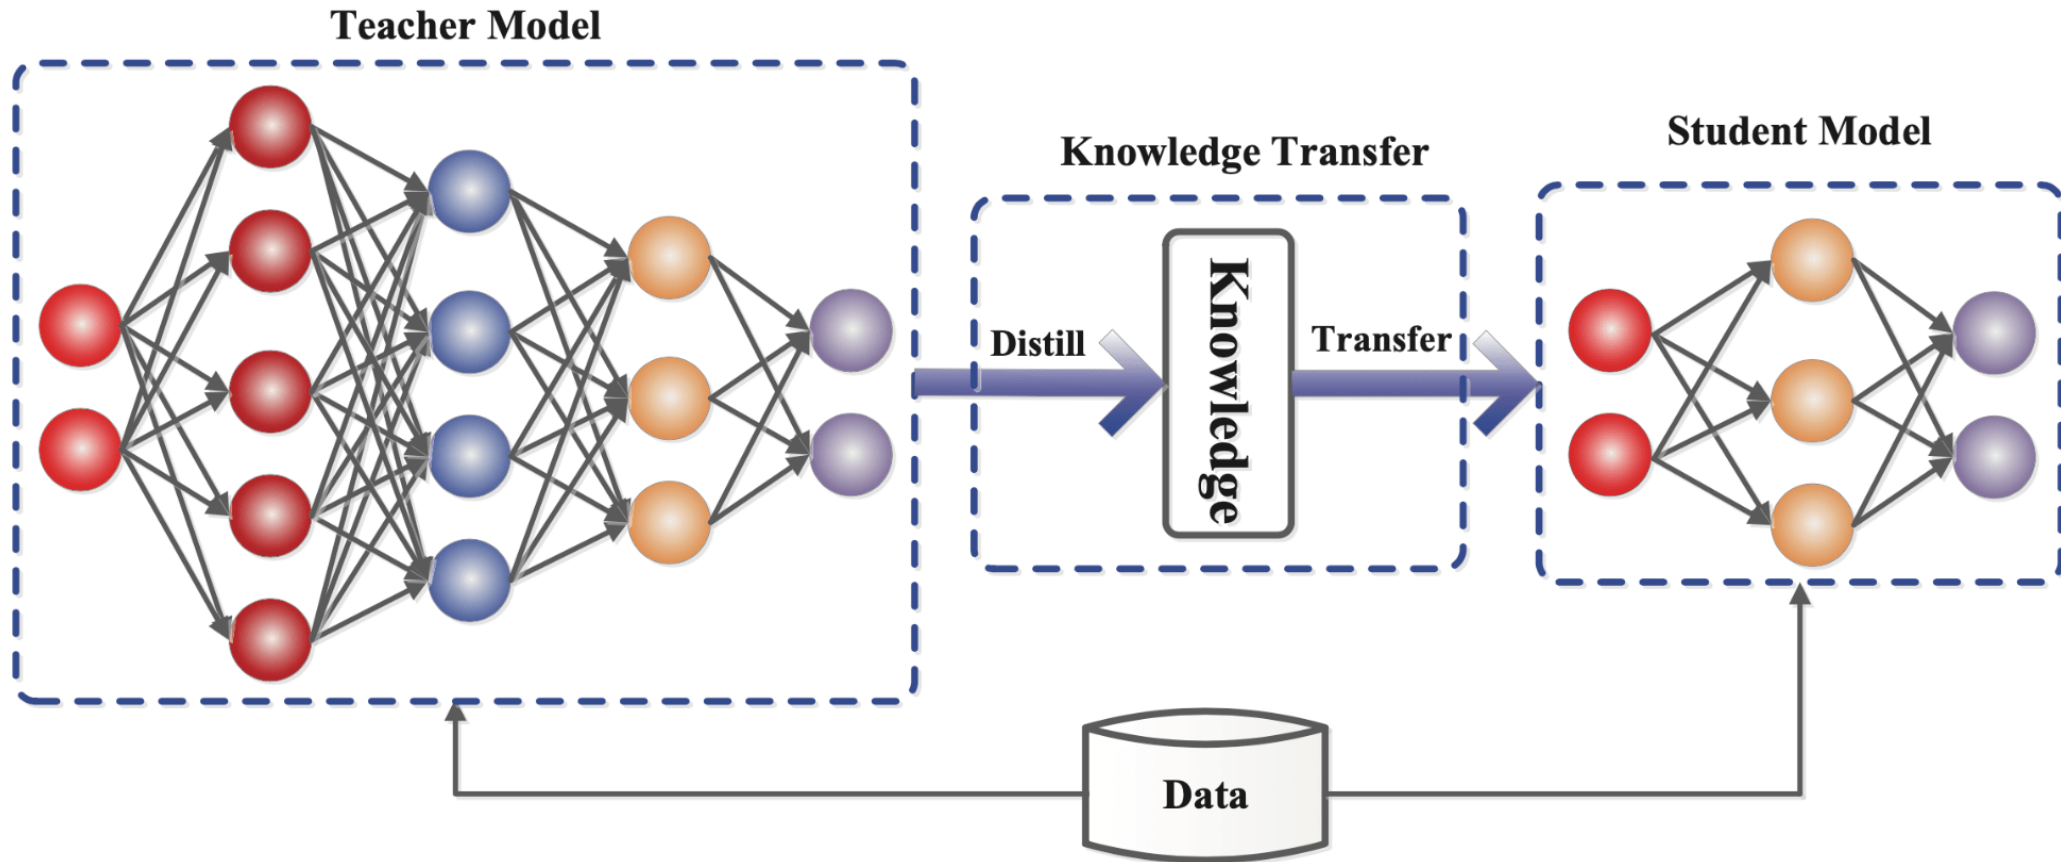 Teacher Model
Knowledge Transfer
Student Model
Distill
Knowledge
Transfer
Data